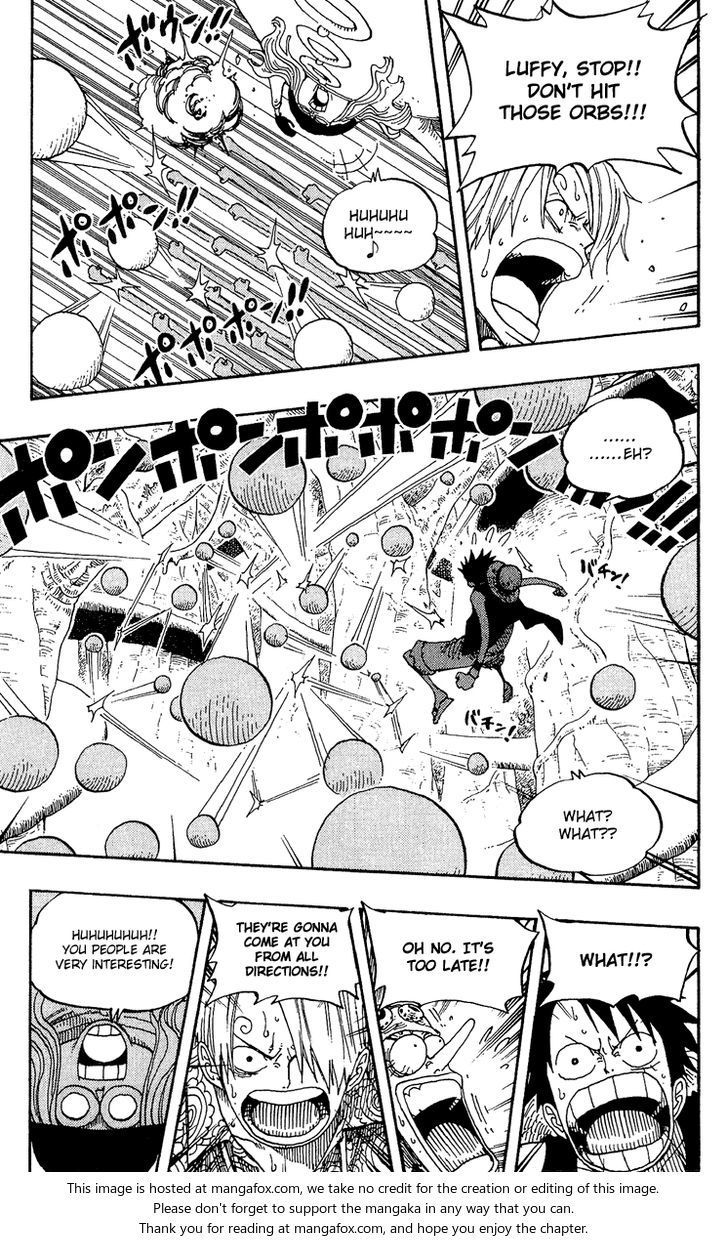 LUFFY, STOP!!
DON'T HIT
THOSE ORBS!!!
ボン!!
ポポン!!
HUHUHU
HUH~~~~
♪
ポポポン!!
......
......EH?
ポンポンポンポポポポン!!!
バチン!
バチン!
WHAT?
WHAT??
WHAT!!?
OH NO. IT'S
TOO LATE!!
THEY'RE GONNA
COME AT YOU
FROM ALL
DIRECTIONS!!
HUHUHUHUH!!
YOU PEOPLE ARE
VERY INTERESTING!
This image is hosted at mangafox.com, we take no credit for the creation or editing of this image.
Please don't forget to support the mangaka in any way that you can.
Thank you for reading at mangafox.com, and hope you enjoy the chapter.